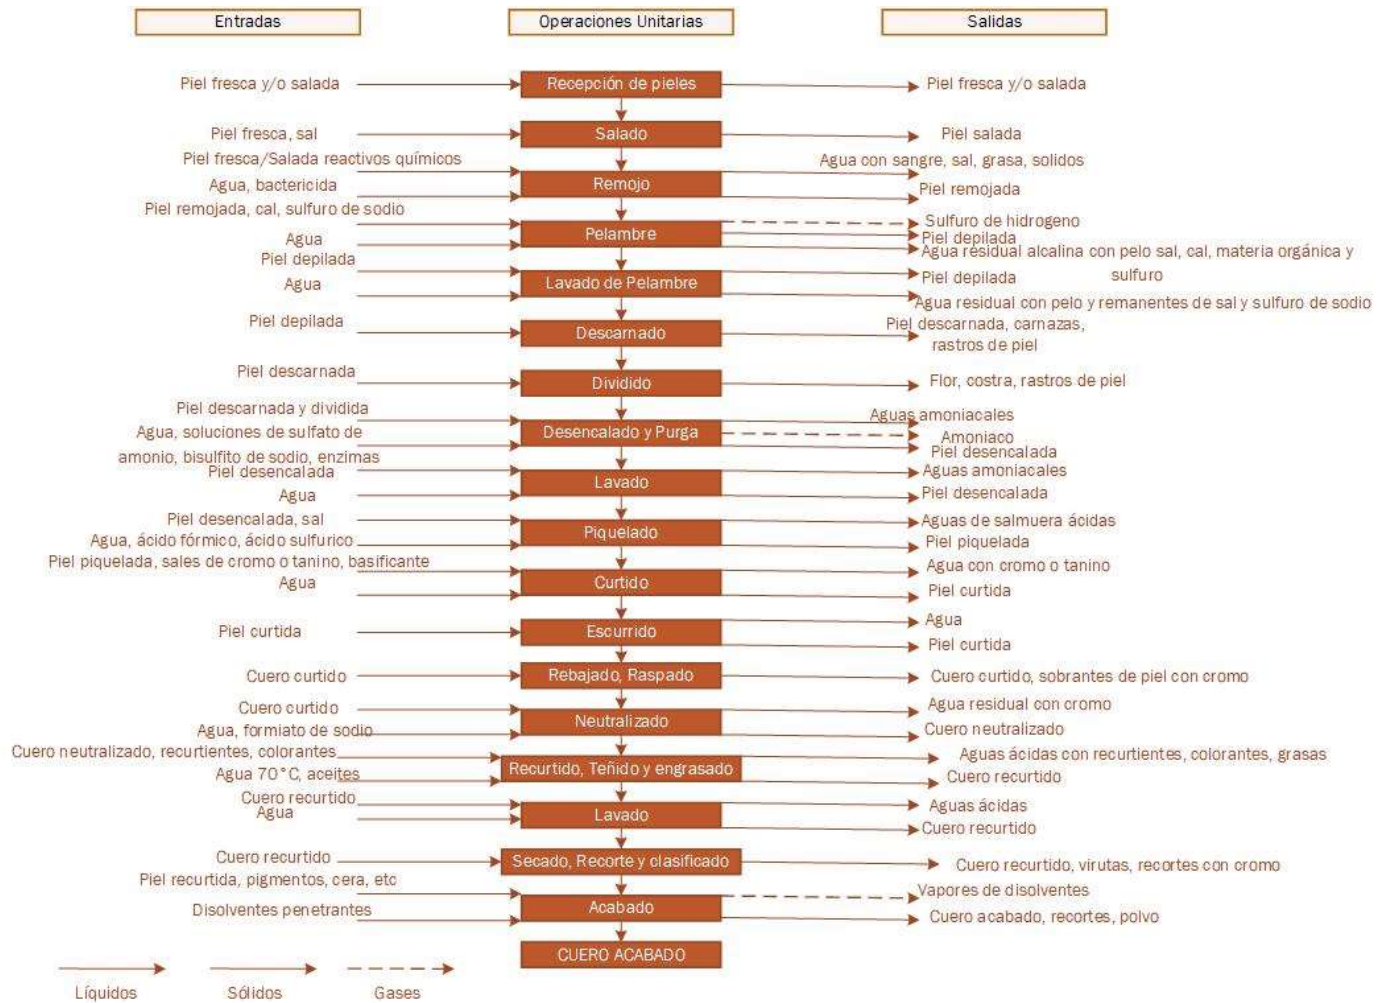 Entradas
Operaciones Unitarias
Salidas
Piel fresca y/o salada
Recepción de pieles
Piel fresca y/o salada
Piel fresca, sal
Salado
Piel salada
Piel fresca/Salada reactivos químicos
Agua con sangre, sal, grasa, solidos
Agua, bactericida
Remojo
Piel remojada
Piel remojada, cal, sulfuro de sodio
Sulfuro de hidrogeno
Agua
Pelambre
Piel depilada
Agua residual alcalina con pelo sal, cal, materia orgánica y
sulfuro
Piel depilada
Agua
Lavado de Pelambre
Piel depilada
Agua residual con pelo y remanentes de sal y sulfuro de sodio
Piel depilada
Descarnado
Piel descarnada, carnazas,
rastros de piel
Piel descarnada
Dividido
Flor, costra, rastros de piel
Piel descarnada y dividida
Aguas amoniacales
Agua, soluciones de sulfato de
amonio, bisulfito de sodio, enzimas
Desencalado y Purga
Amoniaco
Piel desencalada
Piel desencalada
Aguas amoniacales
Agua
Lavado
Piel desencalada
Piel desencalada, sal
Aguas de salmuera ácidas
Agua, ácido fórmico, ácido sulfurico
Piquelado
Piel piquelada
Piel piquelada, sales de cromo o tanino, basificante
Agua con cromo o tanino
Agua
Curtido
Piel curtida
Piel curtida
Escurrido
Agua
Piel curtida
Cuero curtido
Rebajado, Raspado
Cuero curtido, sobrantes de piel con cromo
Cuero curtido
Agua residual con cromo
Agua, formiato de sodio
Neutralizado
Cuero neutralizado
Cuero neutralizado, recurtientes, colorantes
Aguas ácidas con recurtientes, colorantes, grasas
Agua 70°C, aceites
Recurtido, Teñido y engrasado
Cuero recurtido
Cuero recurtido
Aguas ácidas
Agua
Lavado
Cuero recurtido
Cuero recurtido
Secado, Recorte y clasificado
Cuero recurtido, virutas, recortes con cromo
Piel recurtida, pigmentos, cera, etc
Vapores de disolventes
Disolventes penetrantes
Acabado
Cuero acabado, recortes, polvo
CUERO ACABADO
Líquidos
Sólidos
Gases